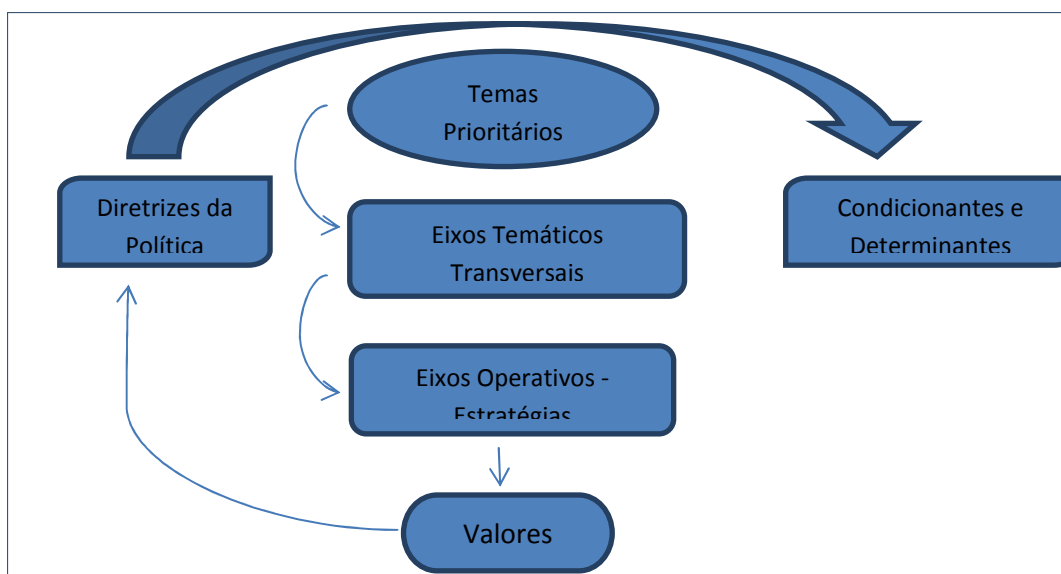 Temas
Prioritários
Diretrizes da
Política
Condicionantes e
Determinantes
Eixos Temáticos
Transversais
Eixos Operativos -
Estratégias
Valores